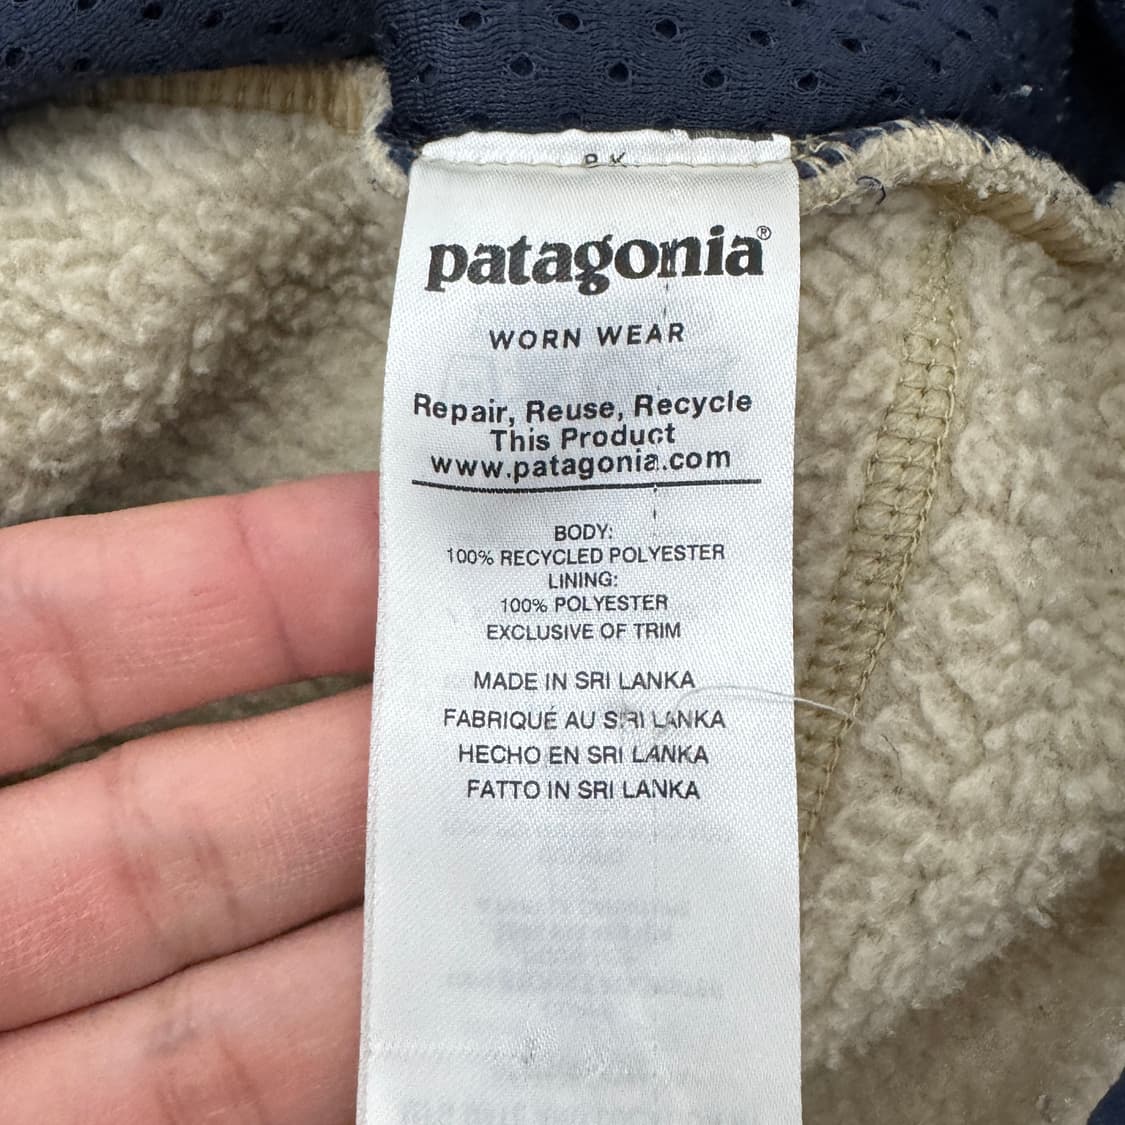 patagonia®
WORN WEAR
Repair, Reuse, Recycle
This Product
www.patagonia.com
BODY:
100% RECYCLED POLYESTER
LINING:
100% POLYESTER
EXCLUSIVE OF TRIM
MADE IN SRI LANKA
FABRIQUÉ AU SRI LANKA
HECHO EN SRI LANKA
FATTO IN SRI LANKA